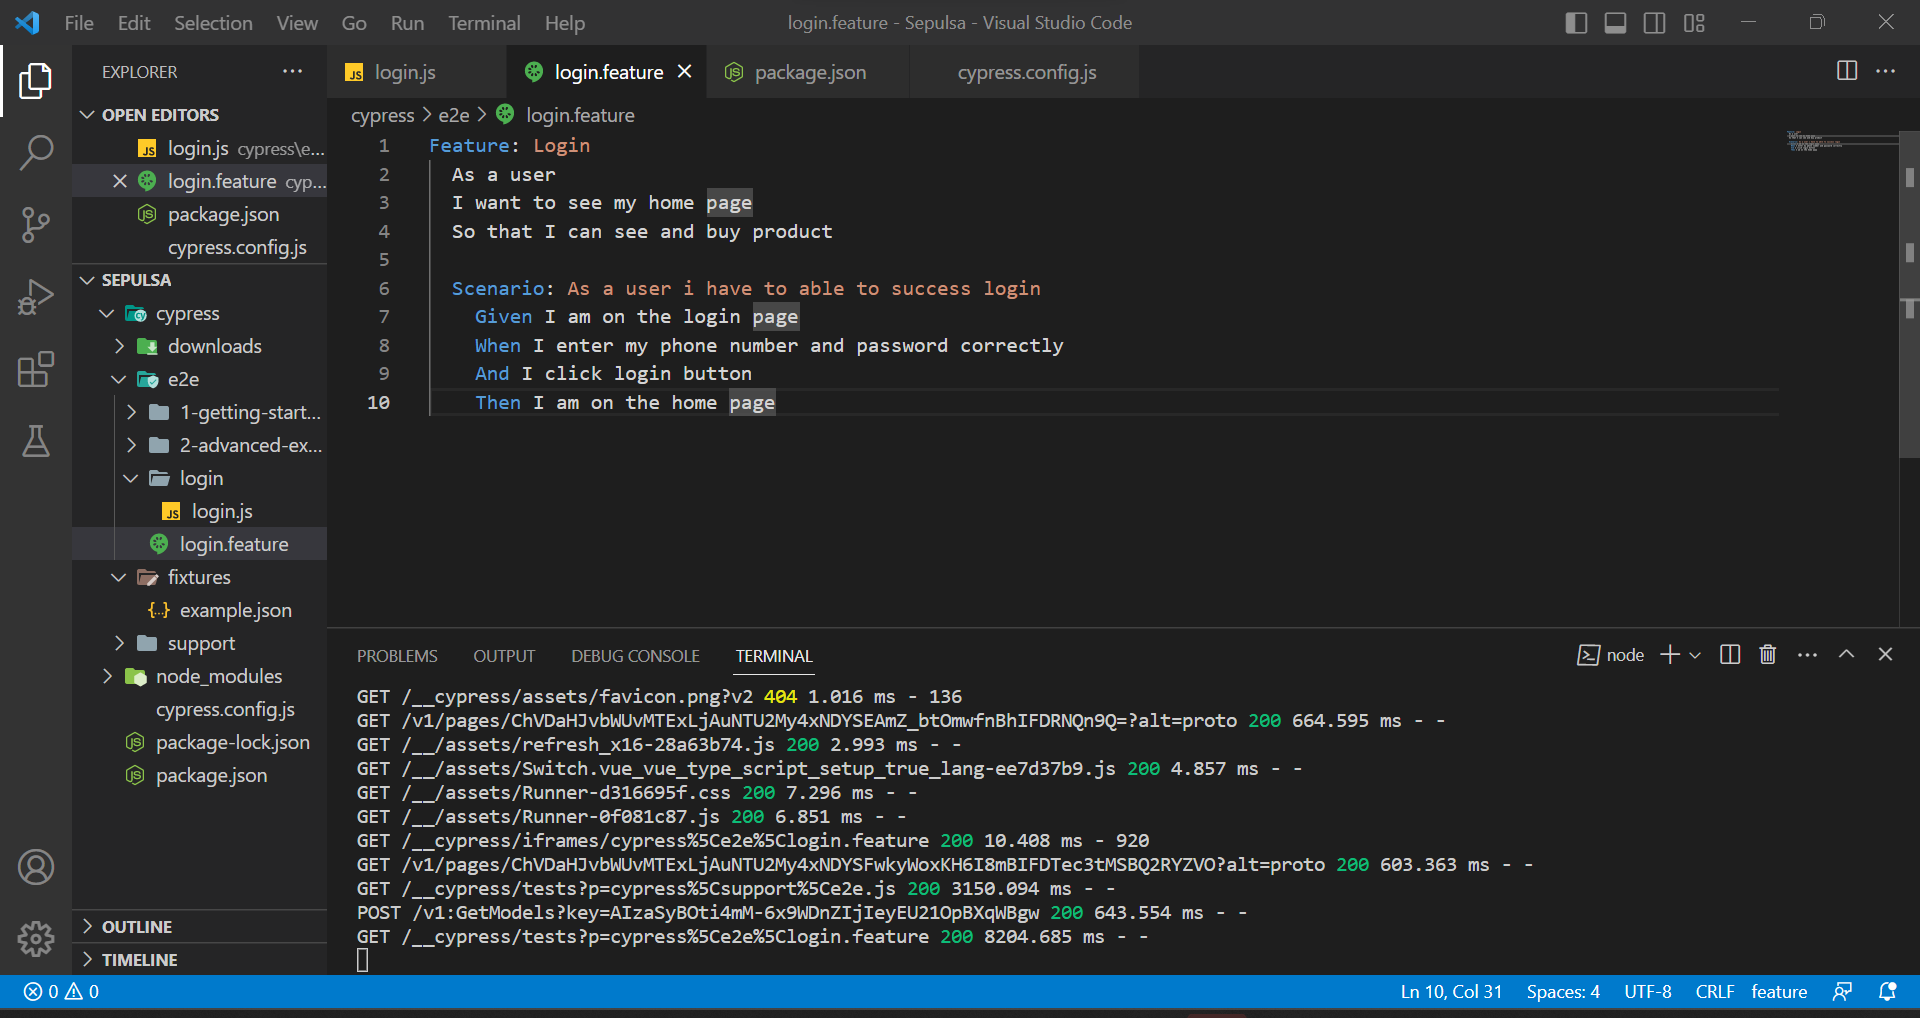 File Edit Selection View Go Run Terminal Help
login.feature - Sepulsa - Visual Studio Code
EXPLORER
OPEN EDITORS
login.js cypress\e...
login.feature cyp...
package.json
cypress.config.js
SEPULSA
cypress
downloads
e2e
1-getting-start...
2-advanced-ex...
login
login.js
login.feature
fixtures
example.json
support
node_modules
cypress.config.js
package-lock.json
package.json
OUTLINE
TIMELINE
login.js login.feature package.json cypress.config.js
cypress > e2e > login.feature
1 Feature: Login
2 As a user
3 I want to see my home page
4 So that I can see and buy product
5
6 Scenario: As a user i have to able to success login
7 Given I am on the login page
8 When I enter my phone number and password correctly
9 And I click login button
10 Then I am on the home page
PROBLEMS OUTPUT DEBUG CONSOLE TERMINAL
node
GET /__cypress/assets/favicon.png?v2 404 1.016 ms - 136
GET /v1/pages/ChVDaHJvbWUvMTExLjAuNTU2My4xNDYSEAmZ_btOmwfnBhIFDRNQn9Q=?alt=proto 200 664.595 ms - -
GET /__/assets/refresh_x16-28a63b74.js 200 2.993 ms - -
GET /__/assets/Switch.vue_vue_type_script_setup_true_lang-ee7d37b9.js 200 4.857 ms - -
GET /__/assets/Runner-d316695f.css 200 7.296 ms - -
GET /__/assets/Runner-0f081c87.js 200 6.851 ms - -
GET /__cypress/iframes/cypress%5Ce2e%5Clogin.feature 200 10.408 ms - 920
GET /v1/pages/ChVDaHJvbWUvMTExLjAuNTU2My4xNDYSFwkyWoxKH6I8mBIFDTec3tMSBQ2RYZVO?alt=proto 200 603.363 ms - -
GET /__cypress/tests?p=cypress%5Csupport%5Ce2e.js 200 3150.094 ms - -
POST /v1:GetModels?key=AIzaSyBOti4mM-6x9WDnZIjIeyEU21OpBXqWBgw 200 643.554 ms - -
GET /__cypress/tests?p=cypress%5Ce2e%5Clogin.feature 200 8204.685 ms - -
0 0
Ln 10, Col 31 Spaces: 4 UTF-8 CRLF feature